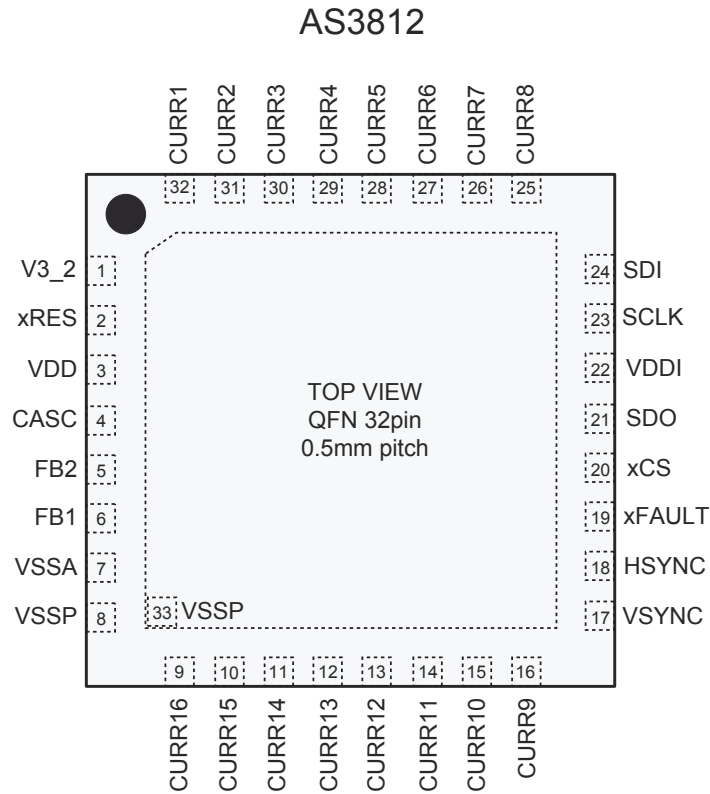 AS3812
CURR1
CURR2
CURR3
CURR4
CURR5
CURR6
CURR7
CURR8
32
31
30
29
28
27
26
25
V3_2 1
xRES 2
VDD 3
CASC 4
FB2 5
FB1 6
VSSA 7
VSSP 8
TOP VIEW
QFN 32pin
0.5mm pitch
24 SDI
23 SCLK
22 VDDI
21 SDO
20 xCS
19 xFAULT
18 HSYNC
17 VSYNC
33 VSSP
9
10
11
12
13
14
15
16
CURR16
CURR15
CURR14
CURR13
CURR12
CURR11
CURR10
CURR9